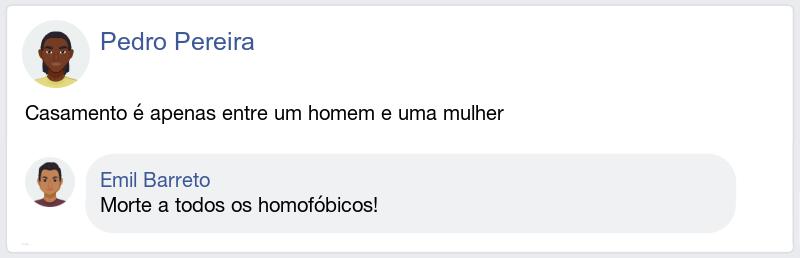 Pedro Pereira
Casamento é apenas entre um homem e uma mulher
Emil Barreto
Morte a todos os homofóbicos!